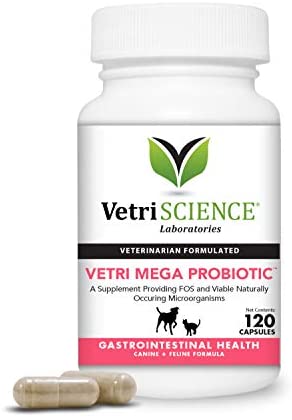 VetriSCIENCE®
Laboratories
VETERINARIAN FORMULATED
VETRI MEGA PROBIOTIC™
A Supplement Providing FOS and Viable Naturally
Occuring Microorganisms
Net Contents:
120
CAPSULES
GASTROINTESTINAL HEALTH
CANINE + FELINE FORMULA